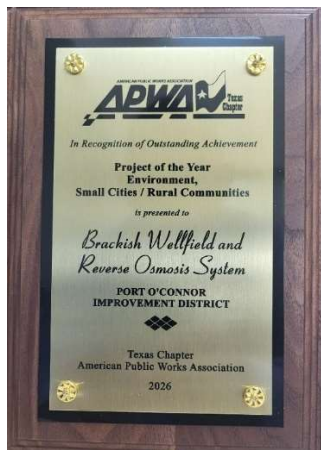 AMERICAN PUBLIC WORKS ASSOCIATION
APWA
Texas
Chapter
In Recognition of Outstanding Achievement
Project of the Year
Environment,
Small Cities / Rural Communities
is presented to
Brackish Wellfield and
Reverse Osmosis System
PORT O'CONNOR
IMPROVEMENT DISTRICT
Texas Chapter
American Public Works Association
2026